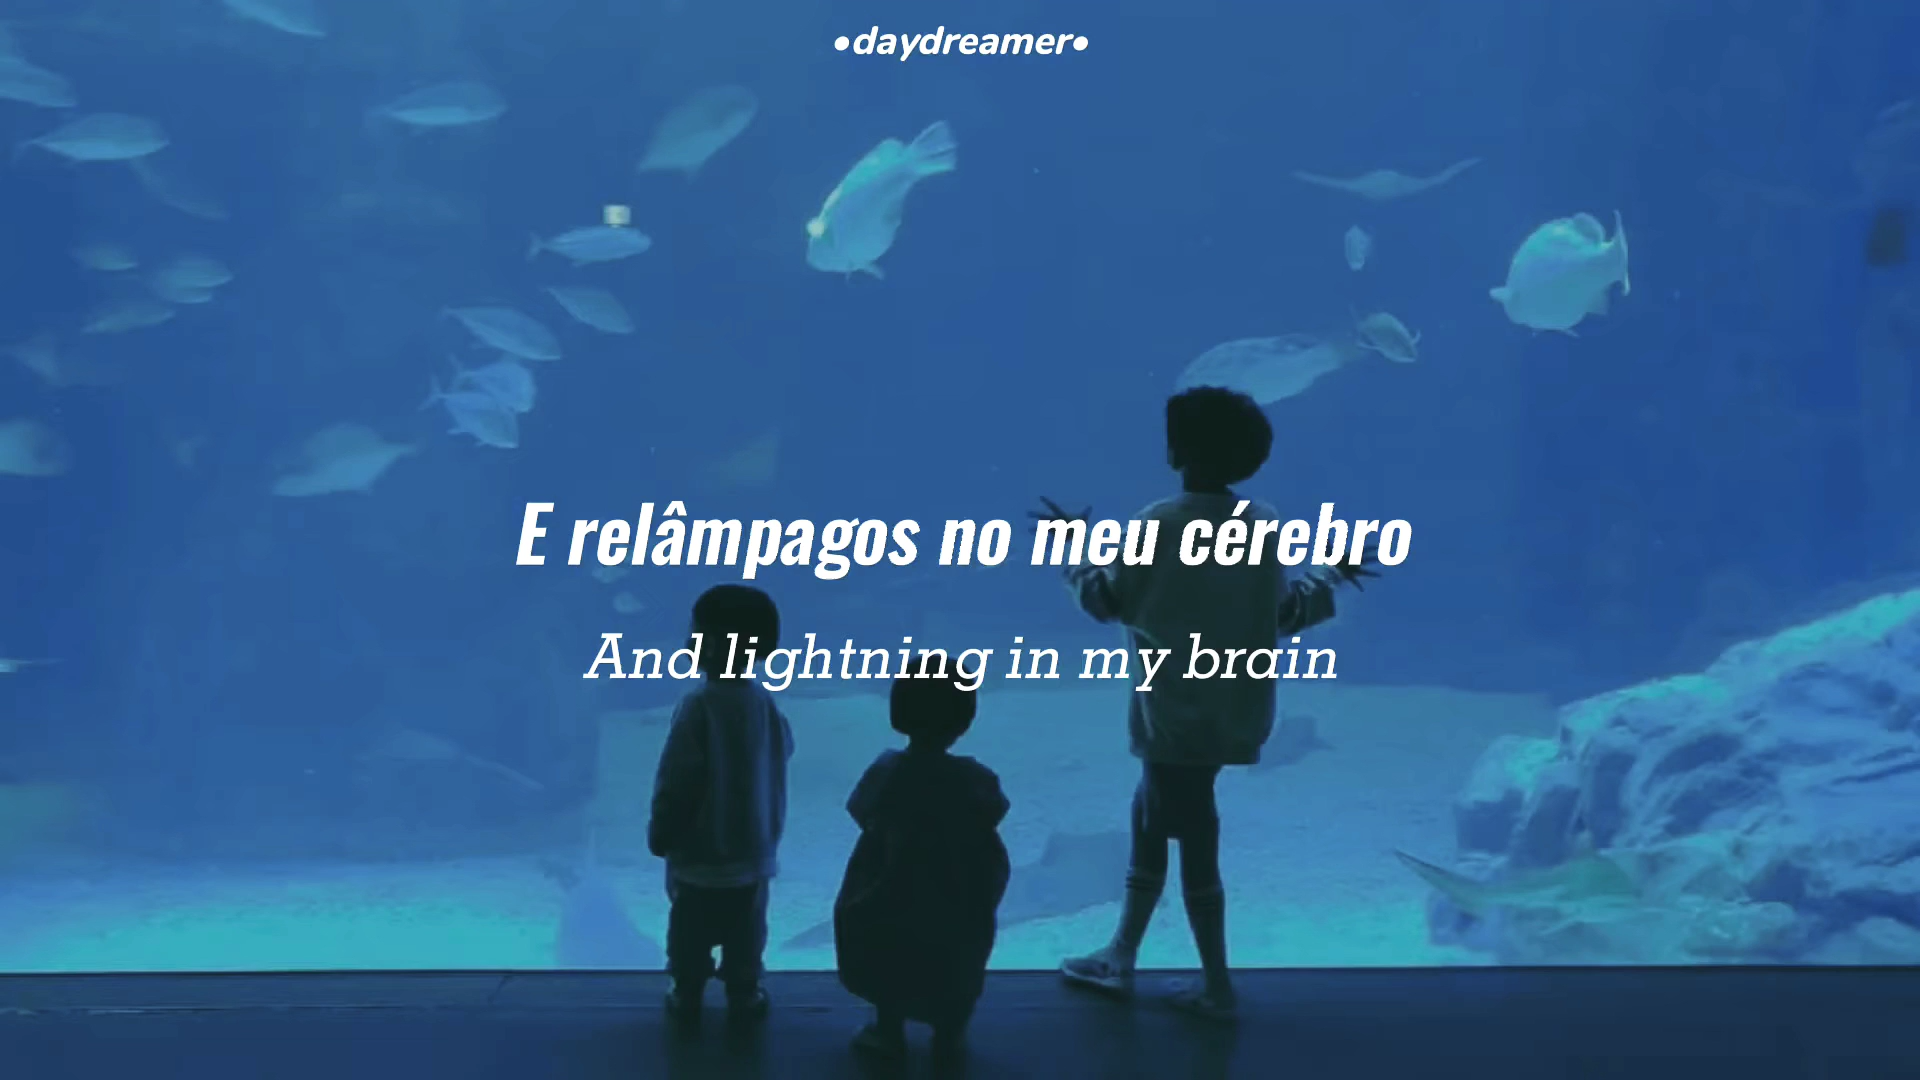 •daydreamer•
E relâmpagos no meu cérebro
And lightning in my brain